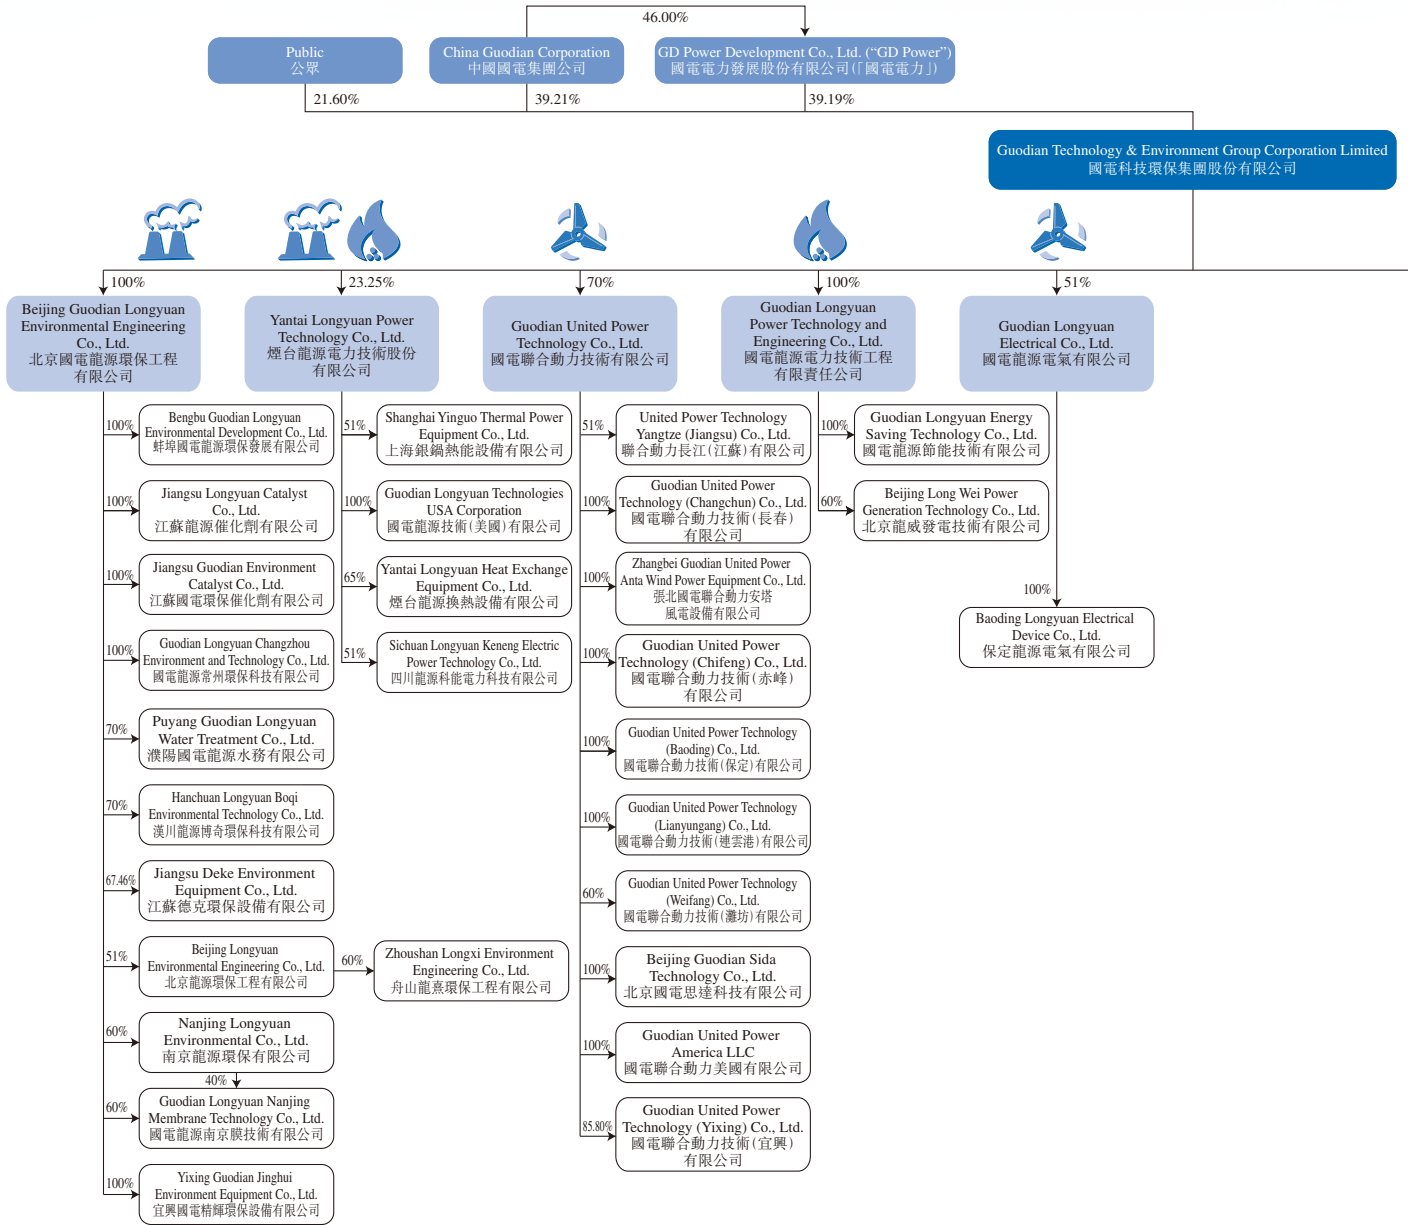 46.00%
Public
公眾
China Guodian Corporation
中國國電集團公司
GD Power Development Co., Ltd. (“GD Power”)
國電電力發展股份有限公司(「國電電力」)
21.60%
39.21%
39.19%
Guodian Technology & Environment Group Corporation Limited
國電科技環保集團股份有限公司
100%
23.25%
70%
100%
51%
Beijing Guodian Longyuan
Environmental Engineering
Co., Ltd.
北京國電龍源環保工程
有限公司
Yantai Longyuan Power
Technology Co., Ltd.
煙台龍源電力技術股份
有限公司
Guodian United Power
Technology Co., Ltd.
國電聯合動力技術有限公司
Guodian Longyuan
Power Technology and
Engineering Co., Ltd.
國電龍源電力技術工程
有限責任公司
Guodian Longyuan
Electrical Co., Ltd.
國電龍源電氣有限公司
100%
Bengbu Guodian Longyuan
Environmental Development Co., Ltd.
蚌埠國電龍源環保發展有限公司
100%
Jiangsu Longyuan Catalyst
Co., Ltd.
江蘇龍源催化劑有限公司
100%
Jiangsu Guodian Environment
Catalyst Co., Ltd.
江蘇國電環保催化劑有限公司
100%
Guodian Longyuan Changzhou
Environment and Technology Co., Ltd.
國電龍源常州環保科技有限公司
70%
Puyang Guodian Longyuan
Water Treatment Co., Ltd.
濮陽國電龍源水務有限公司
70%
Hanchuan Longyuan Boqi
Environmental Technology Co., Ltd.
漢川龍源博奇環保科技有限公司
67.46%
Jiangsu Deke Environment
Equipment Co., Ltd.
江蘇德克環保設備有限公司
51%
Beijing Longyuan
Environmental Engineering Co., Ltd.
北京龍源環保工程有限公司
60%
Zhoushan Longxi Environment
Engineering Co., Ltd.
舟山龍熹環保工程有限公司
60%
Nanjing Longyuan
Environmental Co., Ltd.
南京龍源環保有限公司
40%
60%
Guodian Longyuan Nanjing
Membrane Technology Co., Ltd.
國電龍源南京膜技術有限公司
100%
Yixing Guodian Jinghui
Environment Equipment Co., Ltd.
宜興國電精輝環保設備有限公司
51%
Shanghai Yinguo Thermal Power
Equipment Co., Ltd.
上海銀鍋熱能設備有限公司
100%
Guodian Longyuan Technologies
USA Corporation
國電龍源技術(美國)有限公司
65%
Yantai Longyuan Heat Exchange
Equipment Co., Ltd.
煙台龍源換熱設備有限公司
51%
Sichuan Longyuan Keneng Electric
Power Technology Co., Ltd.
四川龍源科能電力科技有限公司
51%
United Power Technology
Yangtze (Jiangsu) Co., Ltd.
聯合動力長江(江蘇)有限公司
100%
Guodian United Power
Technology (Changchun) Co., Ltd.
國電聯合動力技術(長春)
有限公司
100%
Zhangbei Guodian United Power
Anta Wind Power Equipment Co., Ltd.
張北國電聯合動力安塔
風電設備有限公司
100%
Guodian United Power
Technology (Chifeng) Co., Ltd.
國電聯合動力技術(赤峰)
有限公司
100%
Guodian United Power Technology
(Baoding) Co., Ltd.
國電聯合動力技術(保定)有限公司
100%
Guodian United Power Technology
(Lianyungang) Co., Ltd.
國電聯合動力技術(連雲港)有限公司
60%
Guodian United Power Technology
(Weifang) Co., Ltd.
國電聯合動力技術(濰坊)有限公司
100%
Beijing Guodian Sida
Technology Co., Ltd.
北京國電思達科技有限公司
100%
Guodian United Power
America LLC
國電聯合動力美國有限公司
85.80%
Guodian United Power
Technology (Yixing) Co., Ltd.
國電聯合動力技術(宜興)
有限公司
100%
Guodian Longyuan Energy
Saving Technology Co., Ltd.
國電龍源節能技術有限公司
60%
Beijing Long Wei Power
Generation Technology Co., Ltd.
北京龍威發電技術有限公司
100%
Baoding Longyuan Electrical
Device Co., Ltd.
保定龍源電氣有限公司